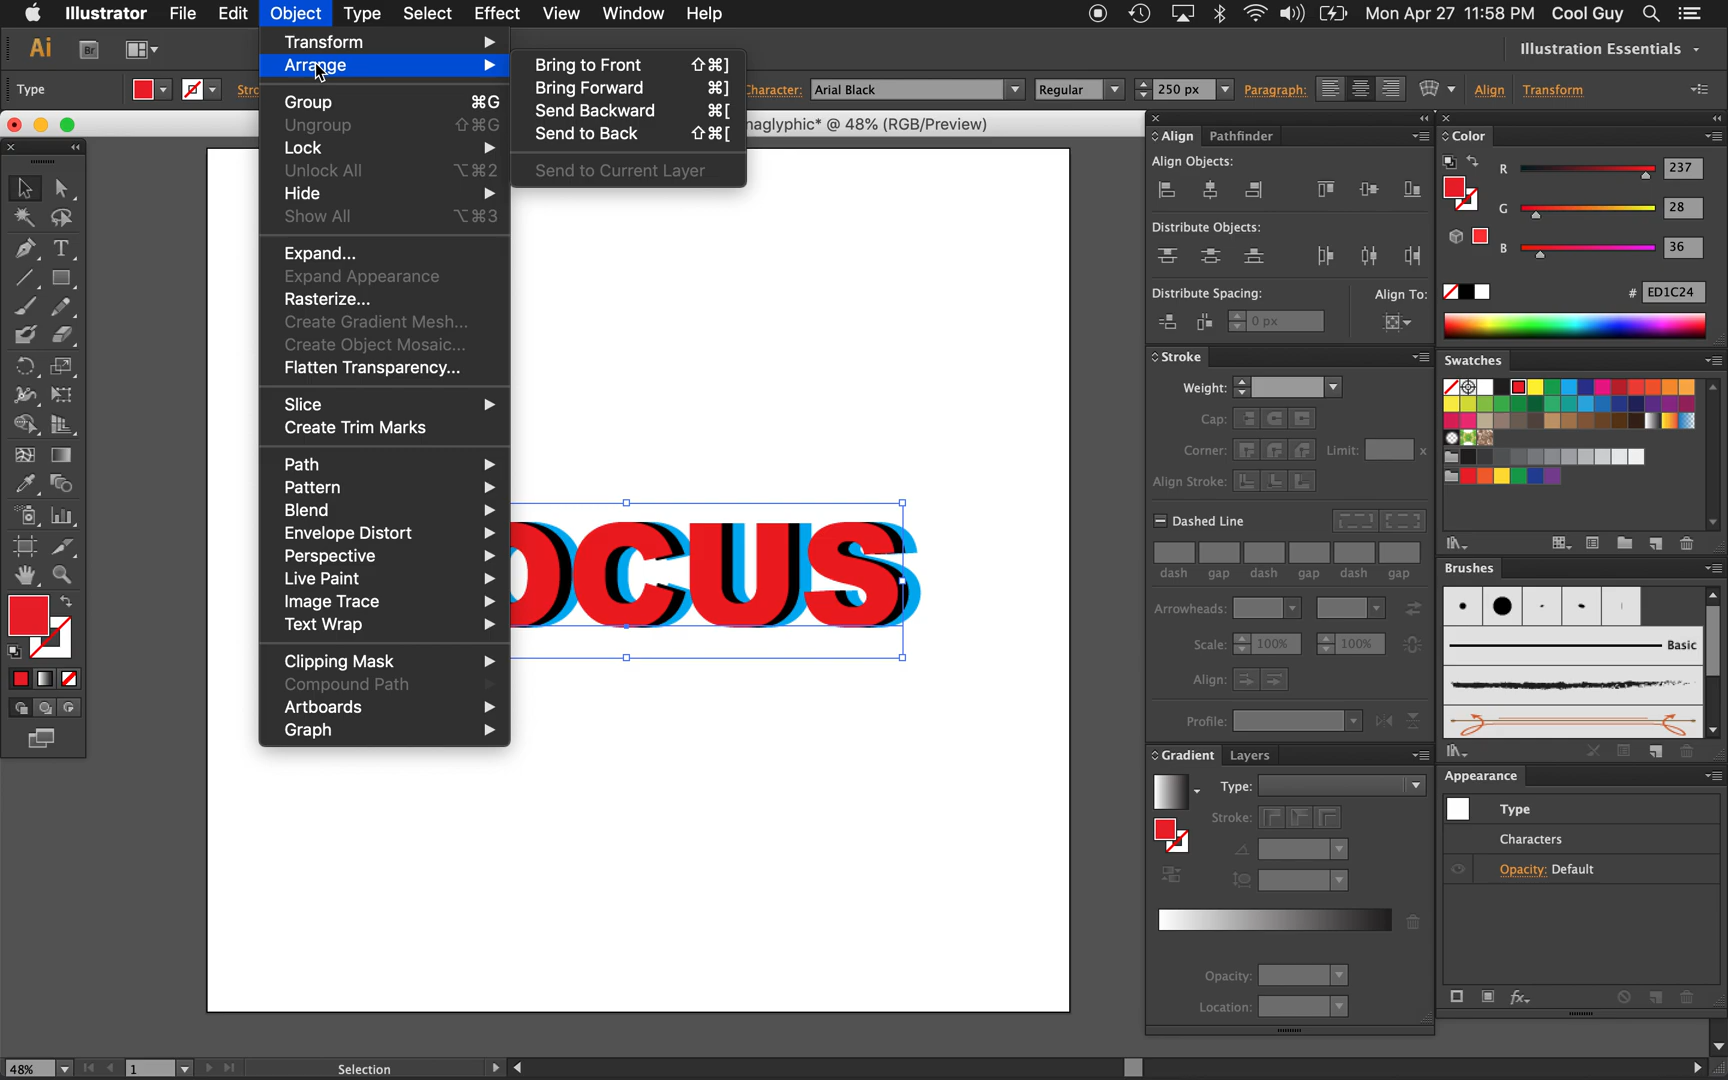 Illustrator File Edit Object Type Select Effect View Window Help
Mon Apr 27 11:58 PM Cool Guy
Ai Br
Illustration Essentials
Type
Character: Arial Black Regular 250 px Paragraph: Align Transform
maglyphic* @ 48% (RGB/Preview)
Transform
Arrange
Group ⌘G
Ungroup ⇧⌘G
Lock
Unlock All ⌥⌘2
Hide
Show All ⌥⌘3
Expand...
Expand Appearance
Rasterize...
Create Gradient Mesh...
Create Object Mosaic...
Flatten Transparency...
Slice
Create Trim Marks
Path
Pattern
Blend
Envelope Distort
Perspective
Live Paint
Image Trace
Text Wrap
Clipping Mask
Compound Path
Artboards
Graph
Bring to Front ⇧⌘]
Bring Forward ⌘]
Send Backward ⌘[
Send to Back ⇧⌘[
Send to Current Layer
OCUS
Align Pathfinder
Align Objects:
Distribute Objects:
Distribute Spacing:
Align To:
0 px
Stroke
Weight:
Cap:
Corner:
Limit: x
Align Stroke:
Dashed Line
dash gap dash gap dash gap
Arrowheads:
Scale: 100% 100%
Align:
Profile:
Gradient Layers
Type:
Stroke:
Opacity:
Location:
Color
R 237
G 28
B 36
# ED1C24
Swatches
Brushes
Basic
Appearance
Type
Characters
Opacity: Default
fx
48% 1 Selection